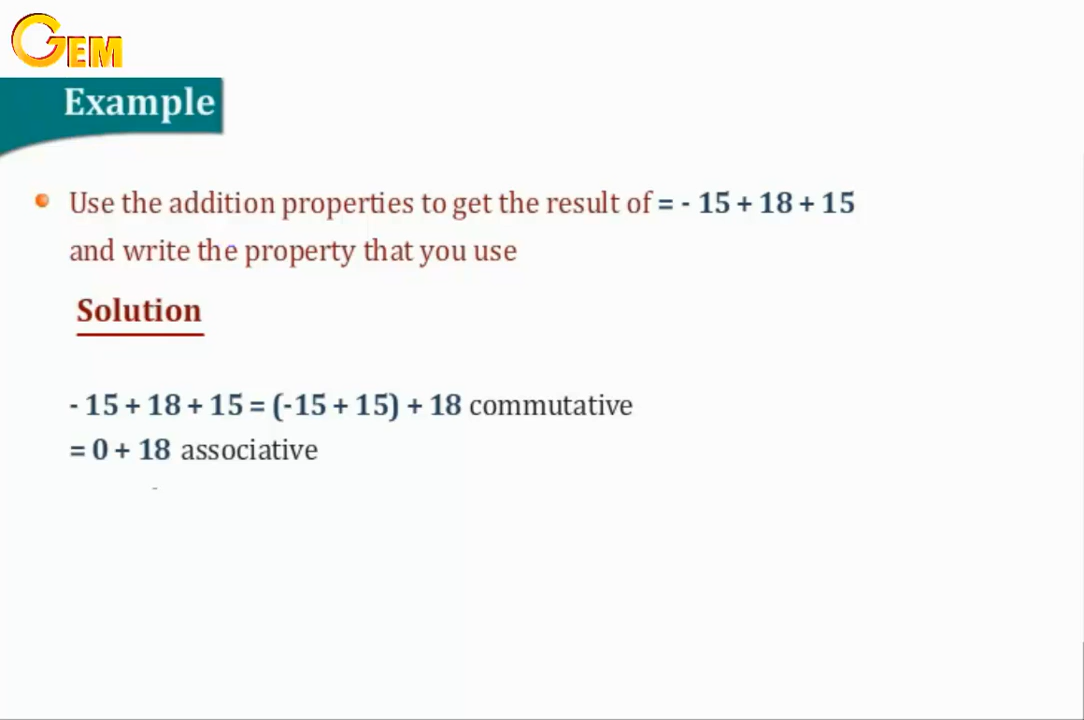 GEM
Example
Use the addition properties to get the result of = - 15 + 18 + 15
and write the property that you use
Solution
- 15 + 18 + 15 = (-15 + 15) + 18 commutative
= 0 + 18 associative